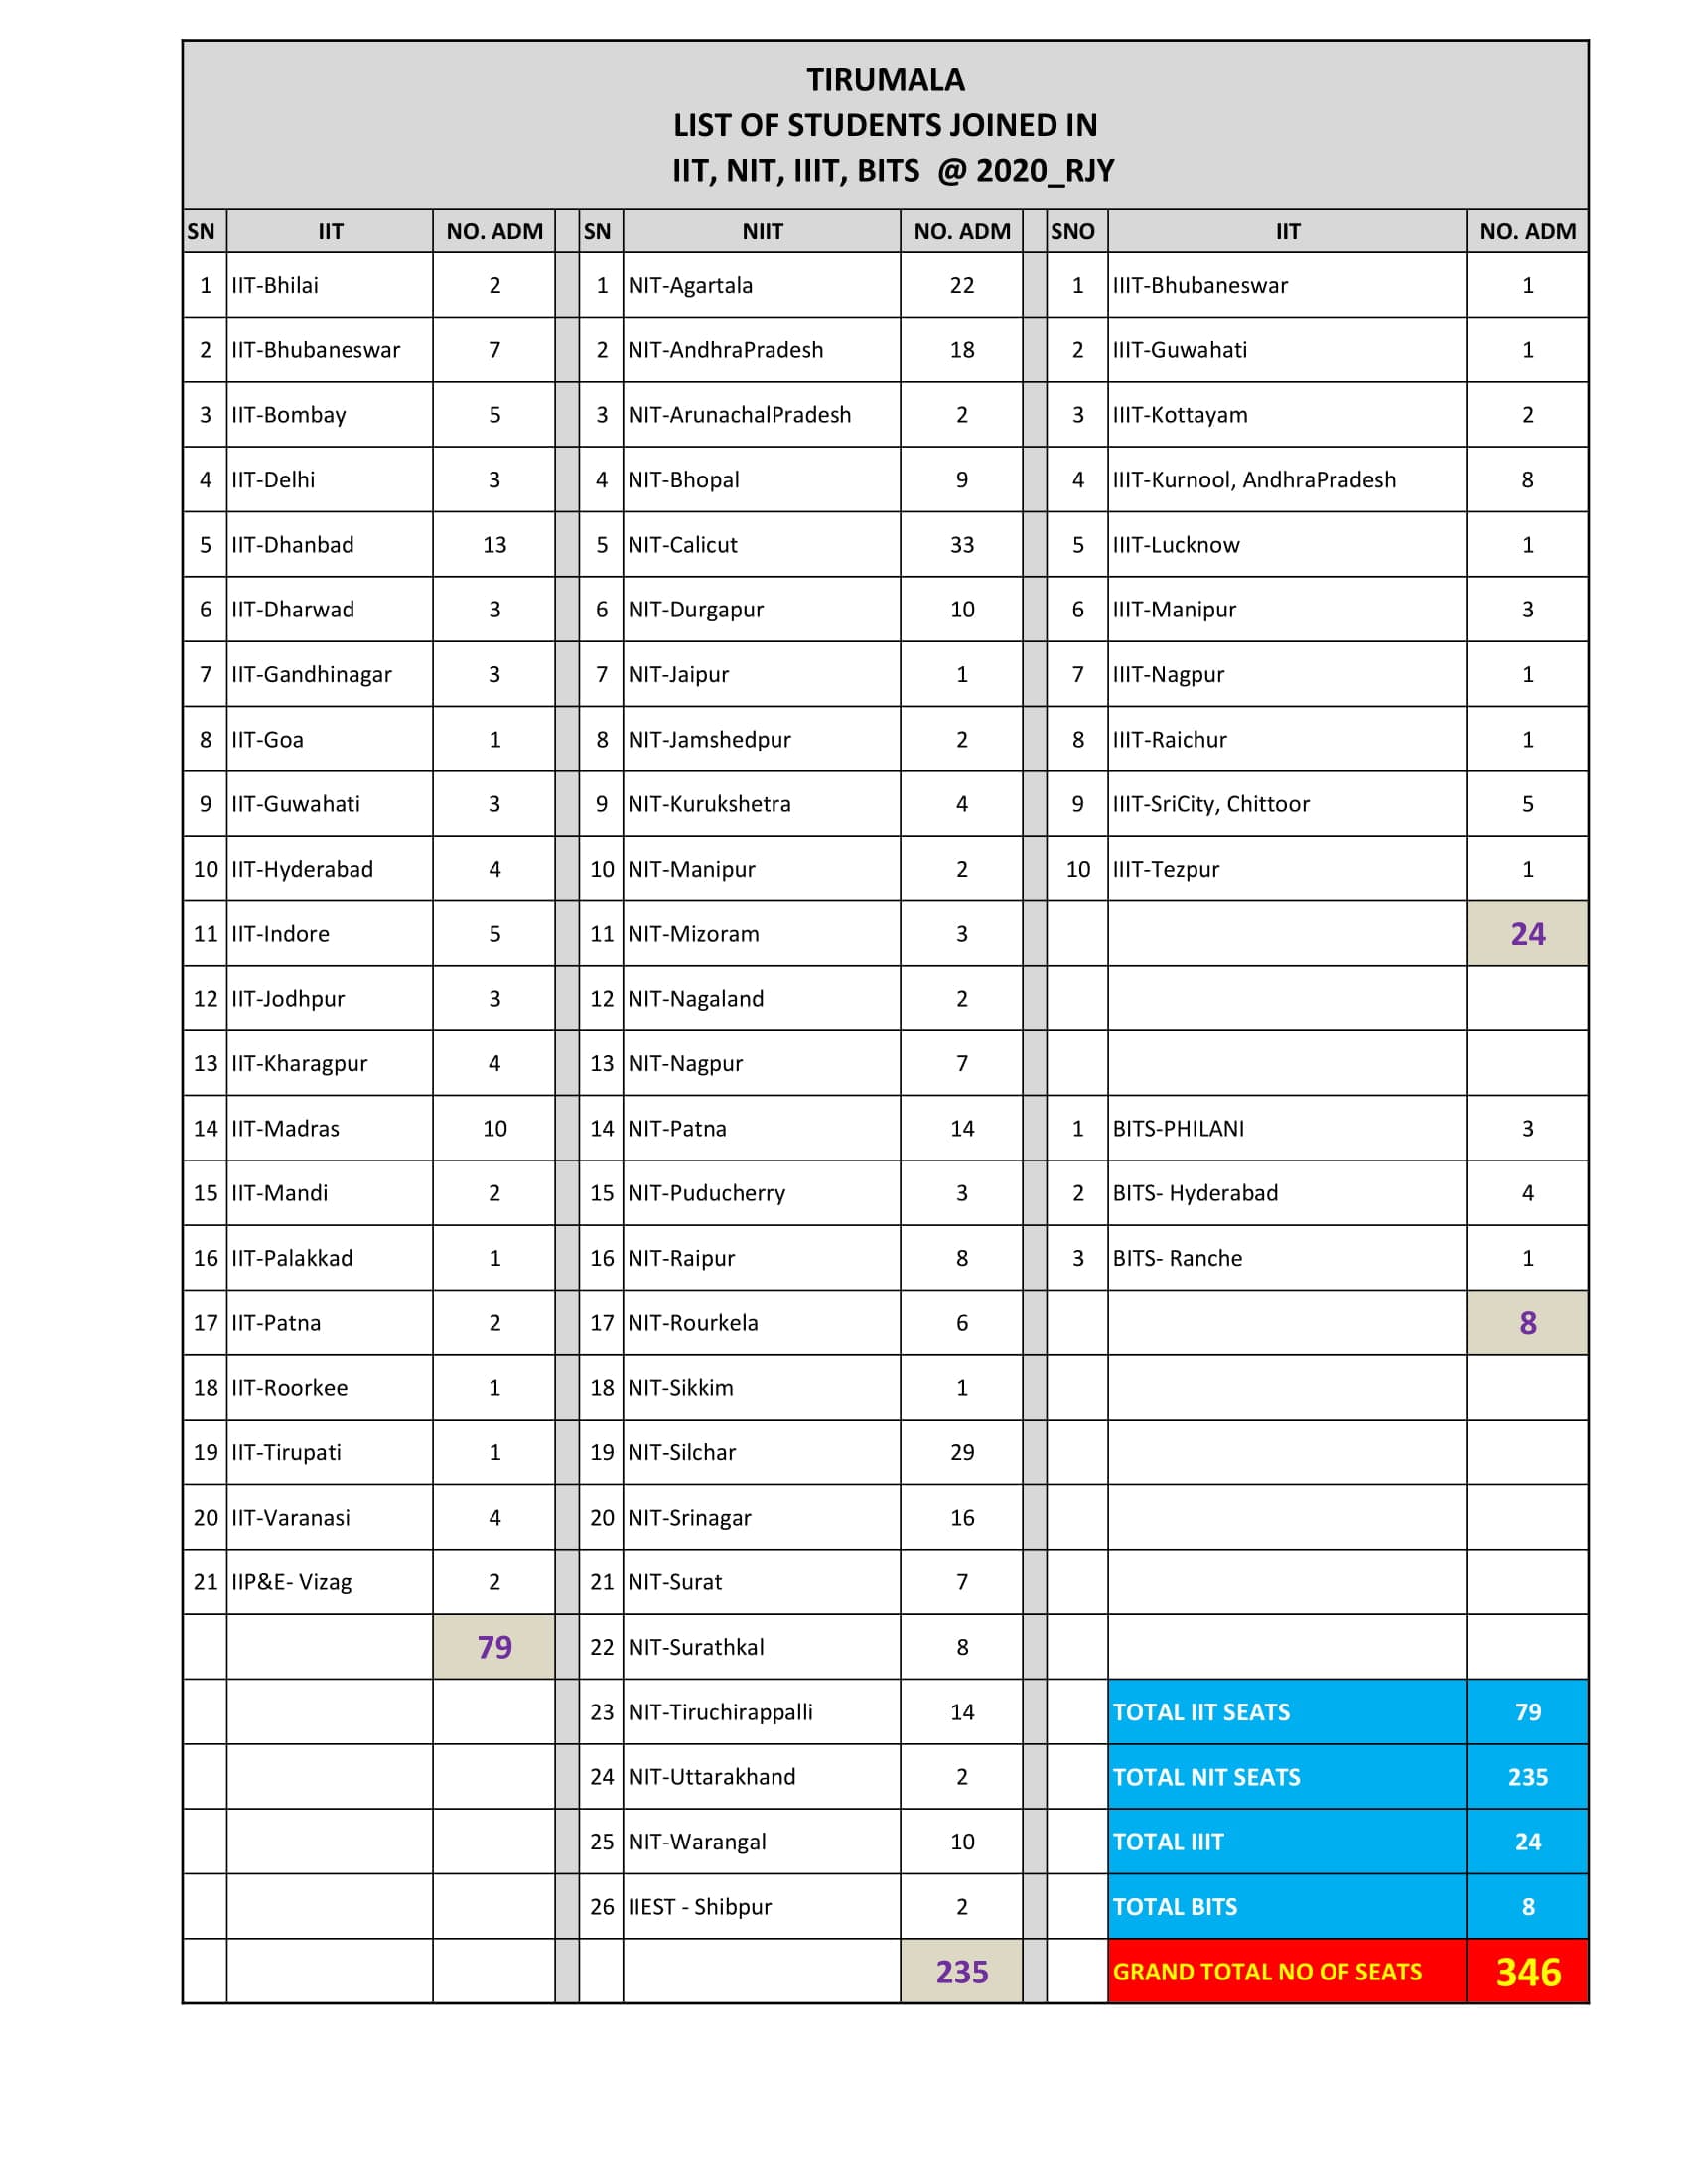 TIRUMALA
LIST OF STUDENTS JOINED IN
IIT, NIT, IIIT, BITS @ 2020_RJY
SN IIT NO. ADM SN NIIT NO. ADM SNO IIT NO. ADM
1 IIT-Bhilai 2 1 NIT-Agartala 22 1 IIIT-Bhubaneswar 1
2 IIT-Bhubaneswar 7 2 NIT-AndhraPradesh 18 2 IIIT-Guwahati 1
3 IIT-Bombay 5 3 NIT-ArunachalPradesh 2 3 IIIT-Kottayam 2
4 IIT-Delhi 3 4 NIT-Bhopal 9 4 IIIT-Kurnool, AndhraPradesh 8
5 IIT-Dhanbad 13 5 NIT-Calicut 33 5 IIIT-Lucknow 1
6 IIT-Dharwad 3 6 NIT-Durgapur 10 6 IIIT-Manipur 3
7 IIT-Gandhinagar 3 7 NIT-Jaipur 1 7 IIIT-Nagpur 1
8 IIT-Goa 1 8 NIT-Jamshedpur 2 8 IIIT-Raichur 1
9 IIT-Guwahati 3 9 NIT-Kurukshetra 4 9 IIIT-SriCity, Chittoor 5
10 IIT-Hyderabad 4 10 NIT-Manipur 2 10 IIIT-Tezpur 1
11 IIT-Indore 5 11 NIT-Mizoram 3 24
12 IIT-Jodhpur 3 12 NIT-Nagaland 2
13 IIT-Kharagpur 4 13 NIT-Nagpur 7
14 IIT-Madras 10 14 NIT-Patna 14 1 BITS-PHILANI 3
15 IIT-Mandi 2 15 NIT-Puducherry 3 2 BITS- Hyderabad 4
16 IIT-Palakkad 1 16 NIT-Raipur 8 3 BITS- Ranche 1
17 IIT-Patna 2 17 NIT-Rourkela 6 8
18 IIT-Roorkee 1 18 NIT-Sikkim 1
19 IIT-Tirupati 1 19 NIT-Silchar 29
20 IIT-Varanasi 4 20 NIT-Srinagar 16
21 IIP&E- Vizag 2 21 NIT-Surat 7
79 22 NIT-Surathkal 8
23 NIT-Tiruchirappalli 14 TOTAL IIT SEATS 79
24 NIT-Uttarakhand 2 TOTAL NIT SEATS 235
25 NIT-Warangal 10 TOTAL IIIT 24
26 IIEST - Shibpur 2 TOTAL BITS 8
235 GRAND TOTAL NO OF SEATS 346